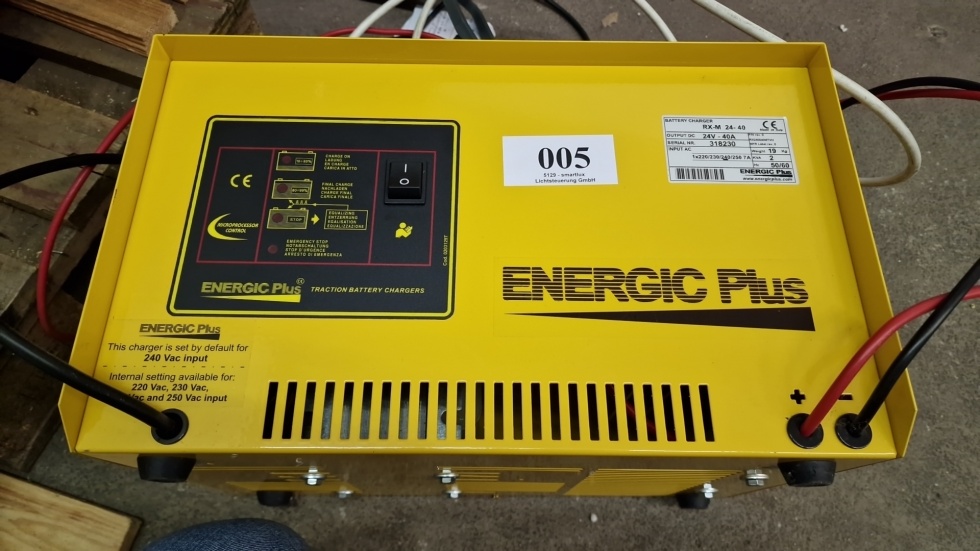 CE
MICROPROCESSOR
CONTROL
CHARGE ON
LADUNG
EN CHARGE
CARICA IN ATTO
FINAL CHARGE
NACHLADEN
CHARGE FINAL
CARICA FINALE
STOP
EQUALIZING
ENTZERRUNG
EGALISATION
EQUALIZZAZIONE
EMERGENCY STOP
NOTABSCHALTUNG
STOP D'URGENCE
ARRESTO DI EMERGENZA
ENERGIC Plus
TRACTION BATTERY CHARGERS
005
5129 - smartlux
Lichtsteuerung GmbH
BATTERY CHARGER
RX-M 24-40
CE
OUTPUT DC 24V - 40A
SERIAL NR. 318230
INPUT AC
1x220/230/240/250 7A
Weight 19 Kg
KVA 2
50/60
ENERGIC Plus
www.energicplus.com
ENERGIC Plus
ENERGIC Plus
This charger is set by default for
240 Vac input
Internal setting available for:
220 Vac, 230 Vac,
and 250 Vac input
+ -